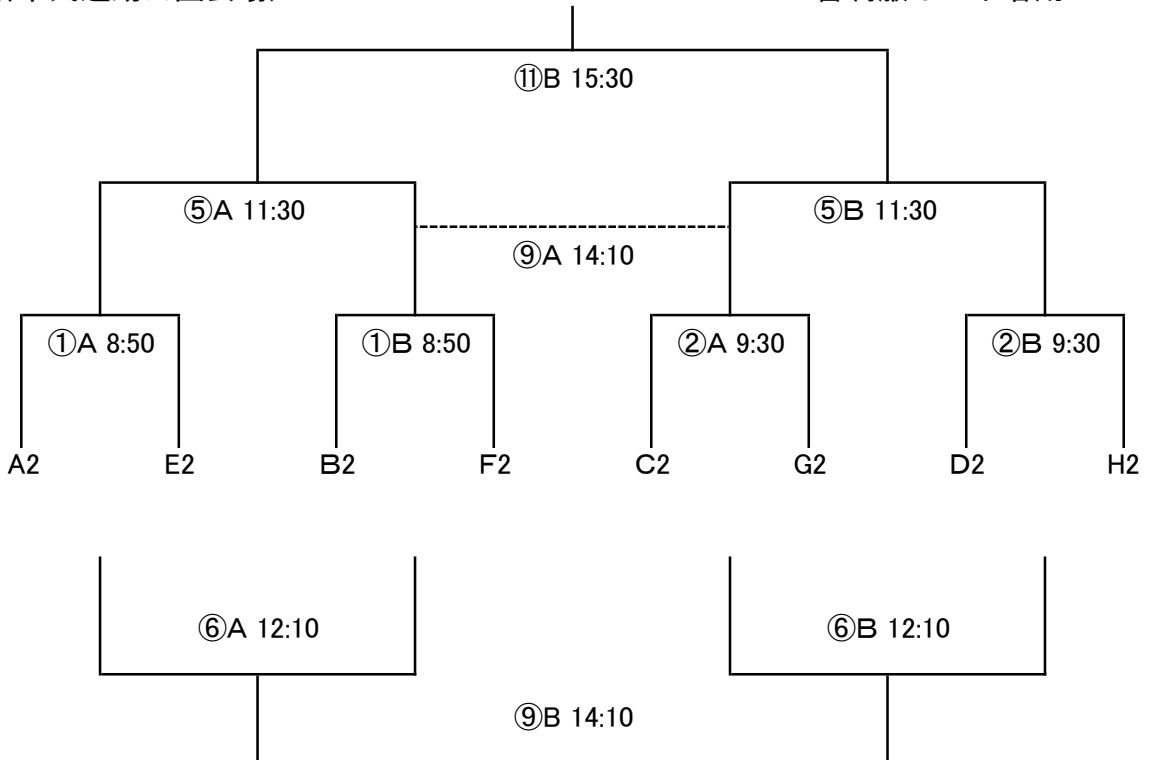 ⑪B 15:30
⑤A 11:30 ⑤B 11:30
⑨A 14:10
①A 8:50 ①B 8:50 ②A 9:30 ②B 9:30
A2 E2 B2 F2 C2 G2 D2 H2
⑥A 12:10 ⑥B 12:10
⑨B 14:10